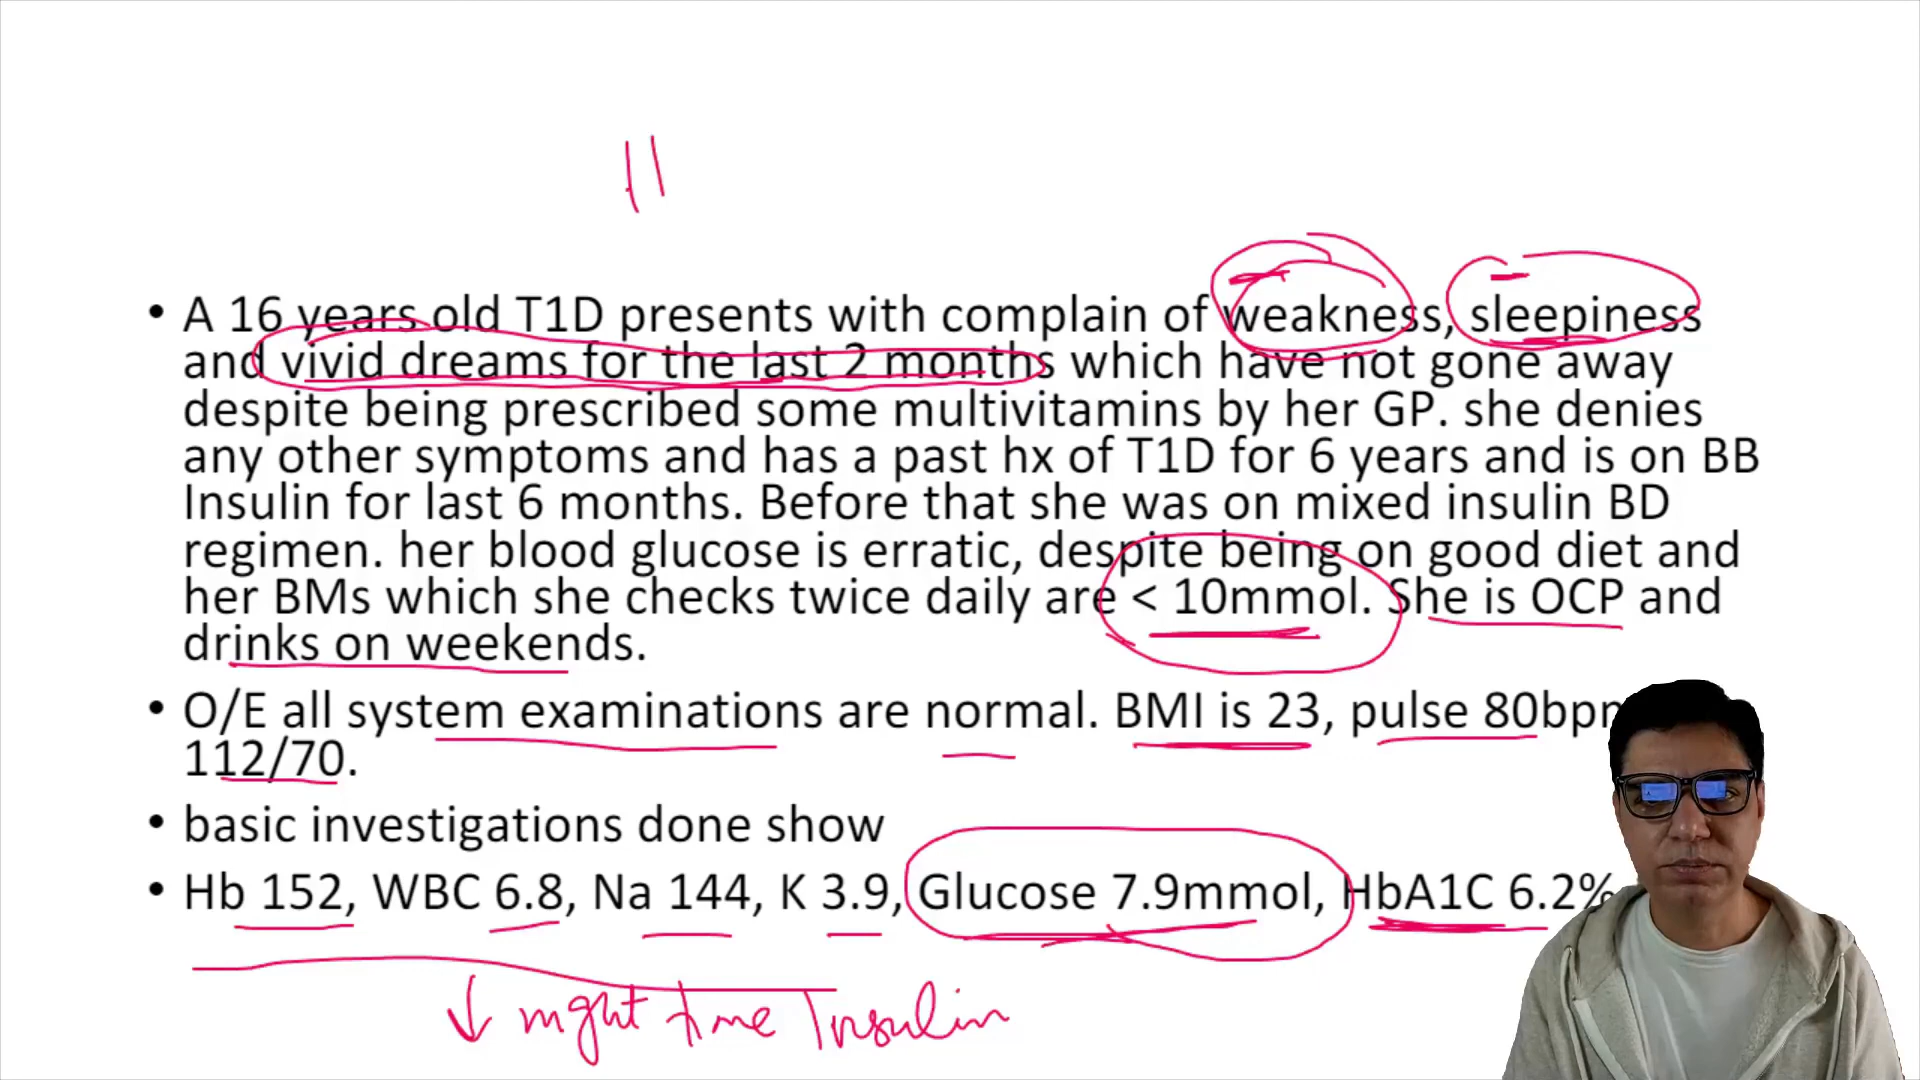 11
• A 16 years old T1D presents with complain of weakness, sleepiness
and vivid dreams for the last 2 months which have not gone away
despite being prescribed some multivitamins by her GP. she denies
any other symptoms and has a past hx of T1D for 6 years and is on BB
Insulin for last 6 months. Before that she was on mixed insulin BD
regimen. her blood glucose is erratic, despite being on good diet and
her BMs which she checks twice daily are < 10mmol. She is OCP and
drinks on weekends.
• O/E all system examinations are normal. BMI is 23, pulse 80bpm
112/70.
• basic investigations done show
• Hb 152, WBC 6.8, Na 144, K 3.9, Glucose 7.9mmol, HbA1C 6.2%
↓ night time Insulin